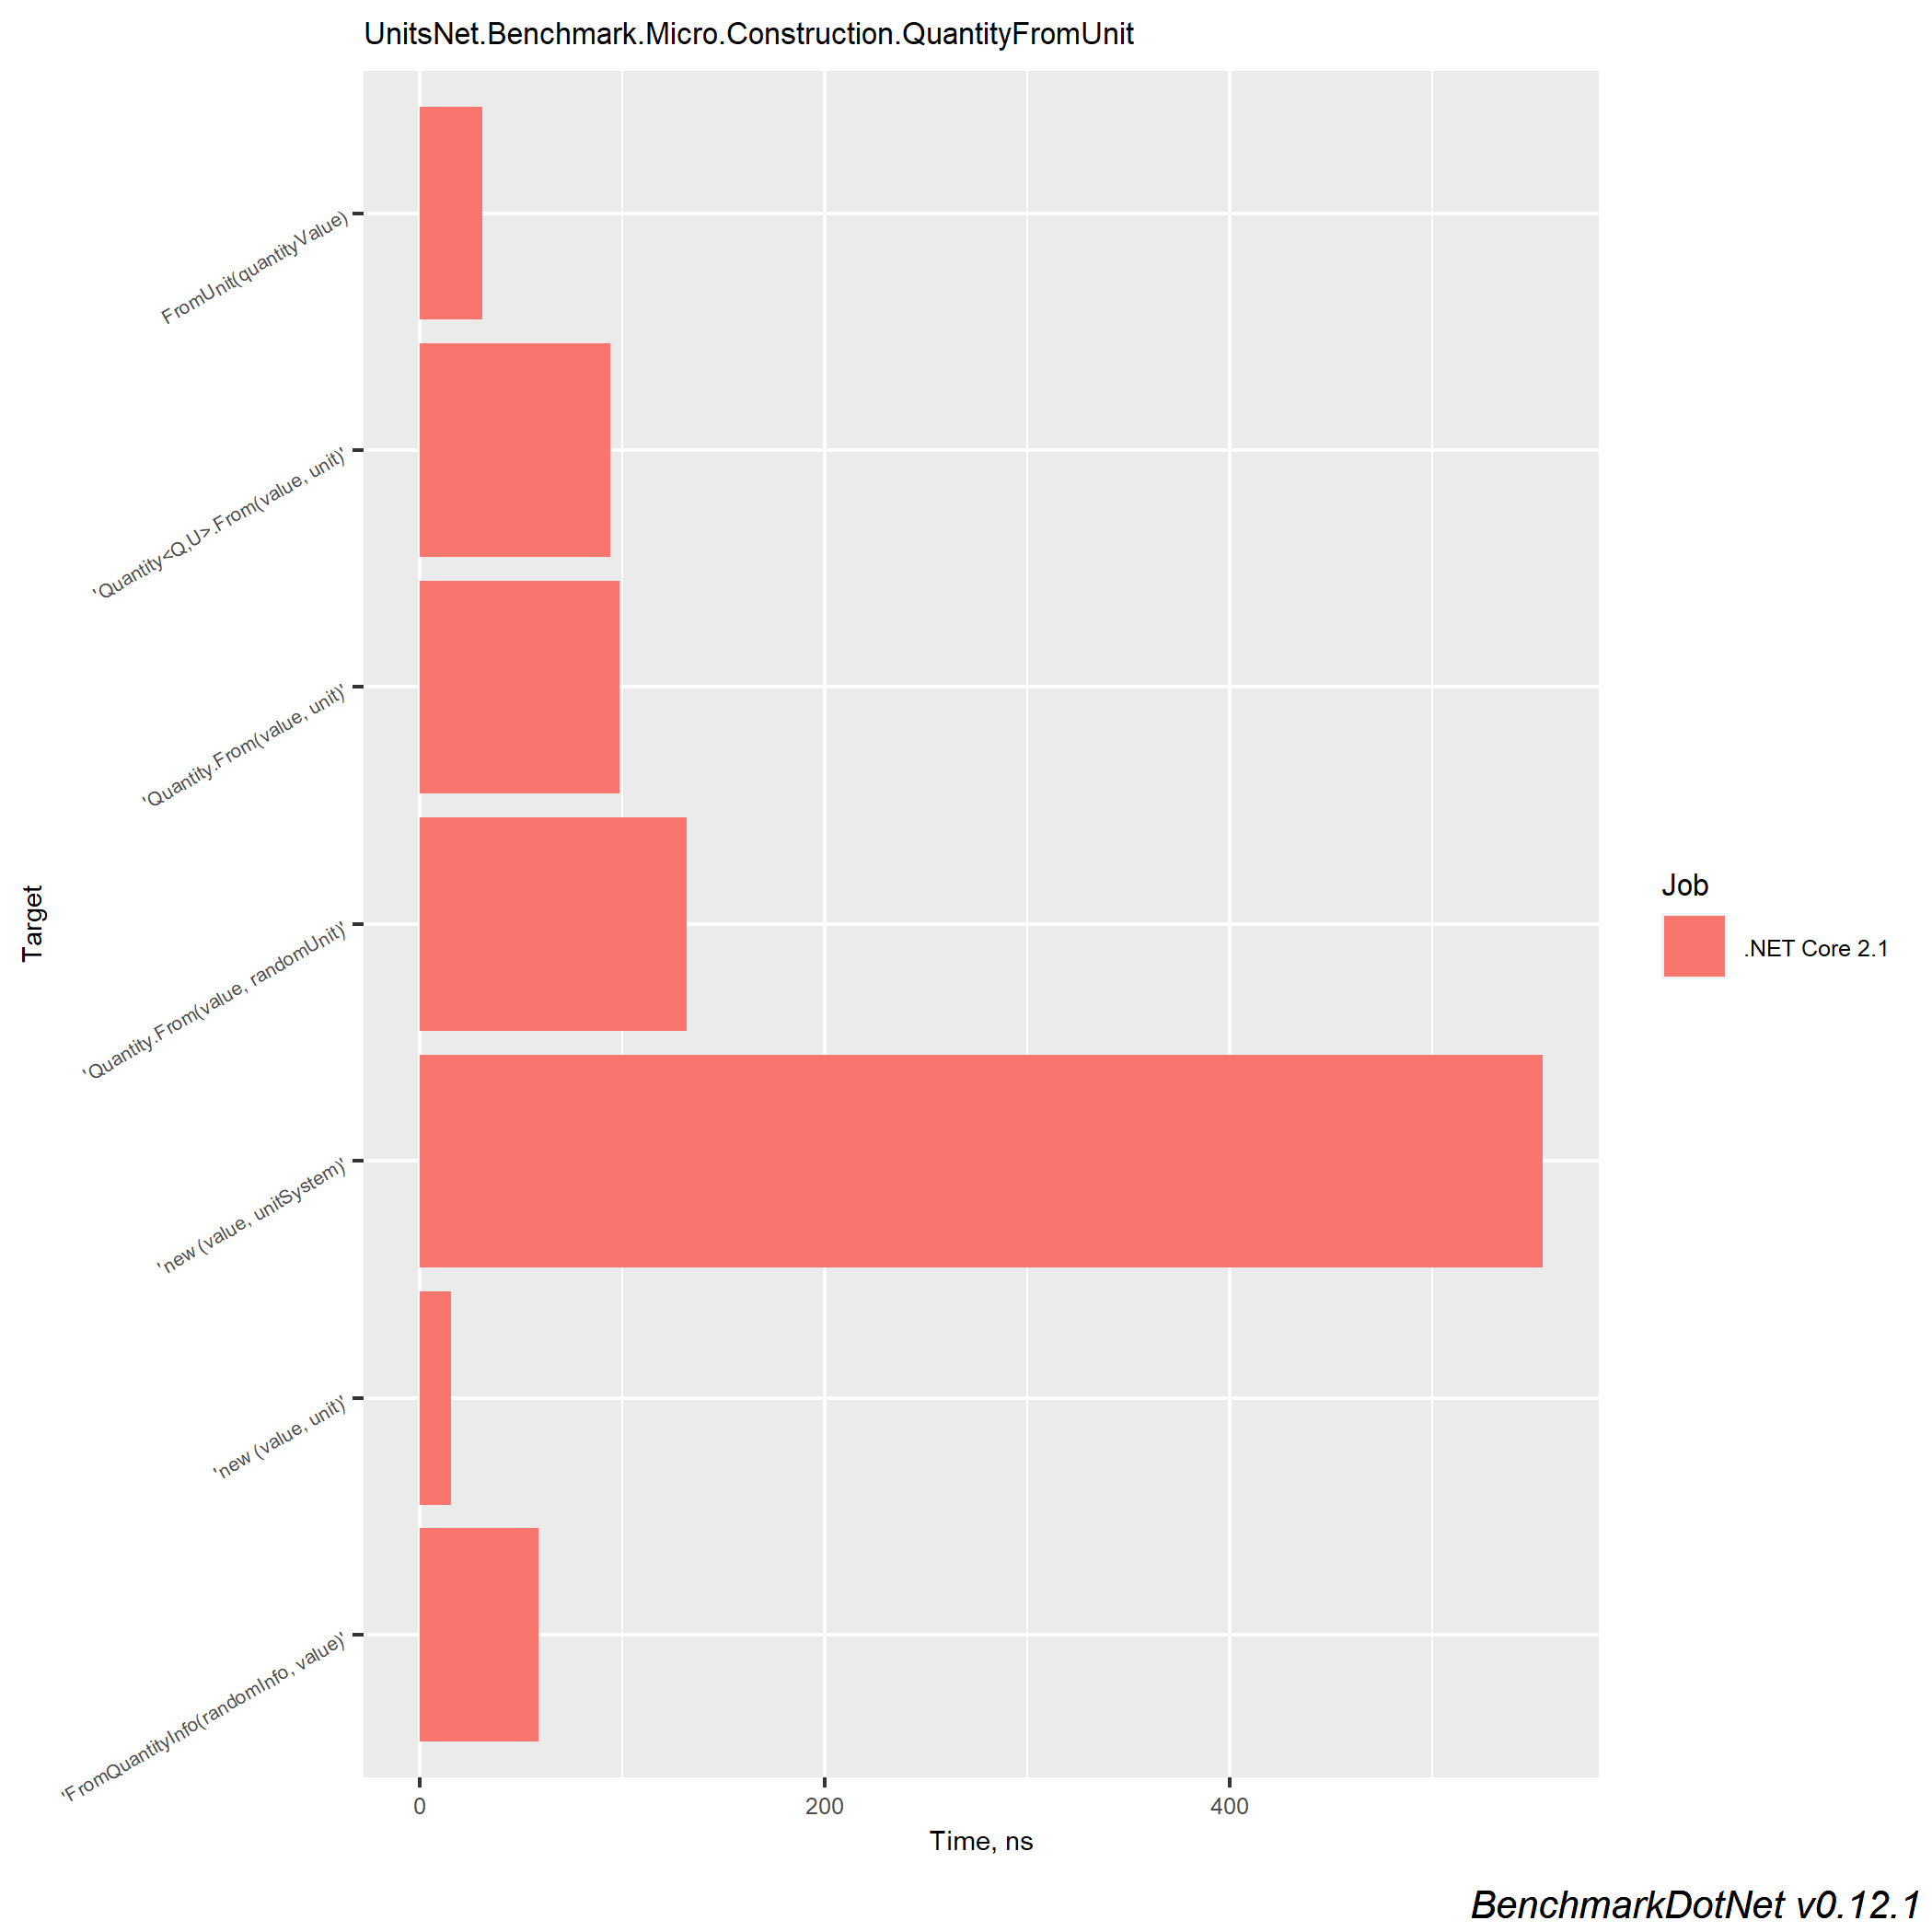 UnitsNet.Benchmark.Micro.Construction.QuantityFromUnit
FromUnit(quantityValue)
'Quantity<Q,U>.From(value, unit)'
'Quantity.From(value, unit)'
'Quantity.From(value, randomUnit)'
'new (value, unitSystem)'
'new (value, unit)'
'FromQuantityInfo(randomInfo, value)'
Target
0 200 400
Time, ns
Job
.NET Core 2.1
BenchmarkDotNet v0.12.1